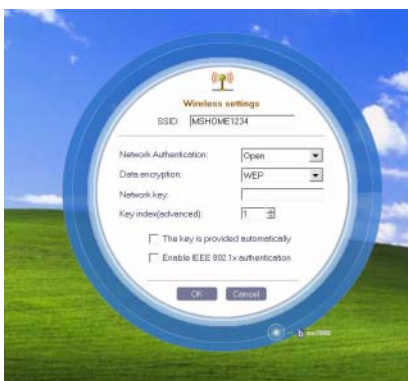 Wireless settings
SSID: MSHOME1234
Network Authentication: Open
Data encryption: WEP
Network key:
Key index(advanced): 1
The key is provided automatically
Enable IEEE 802.1x authentication
OK Cancel